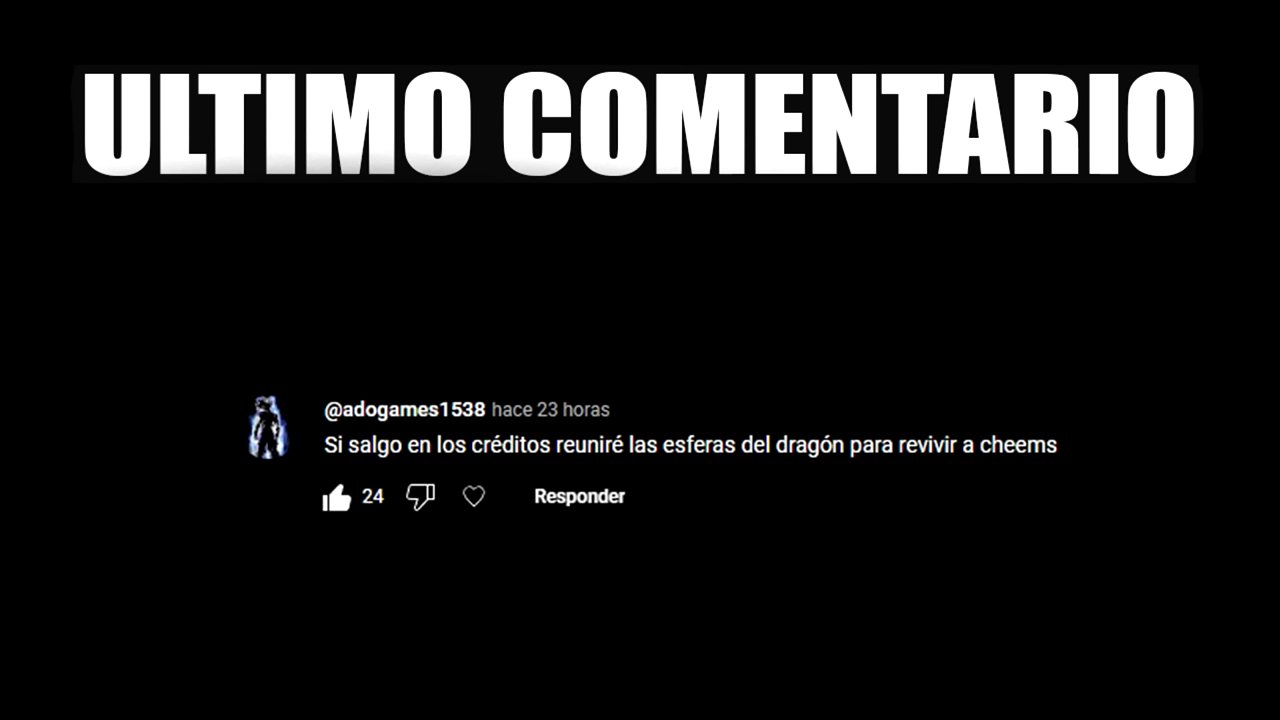 ULTIMO COMENTARIO
@adogames1538 hace 23 horas
Si salgo en los créditos reuniré las esferas del dragón para revivir a cheems
24 Responder